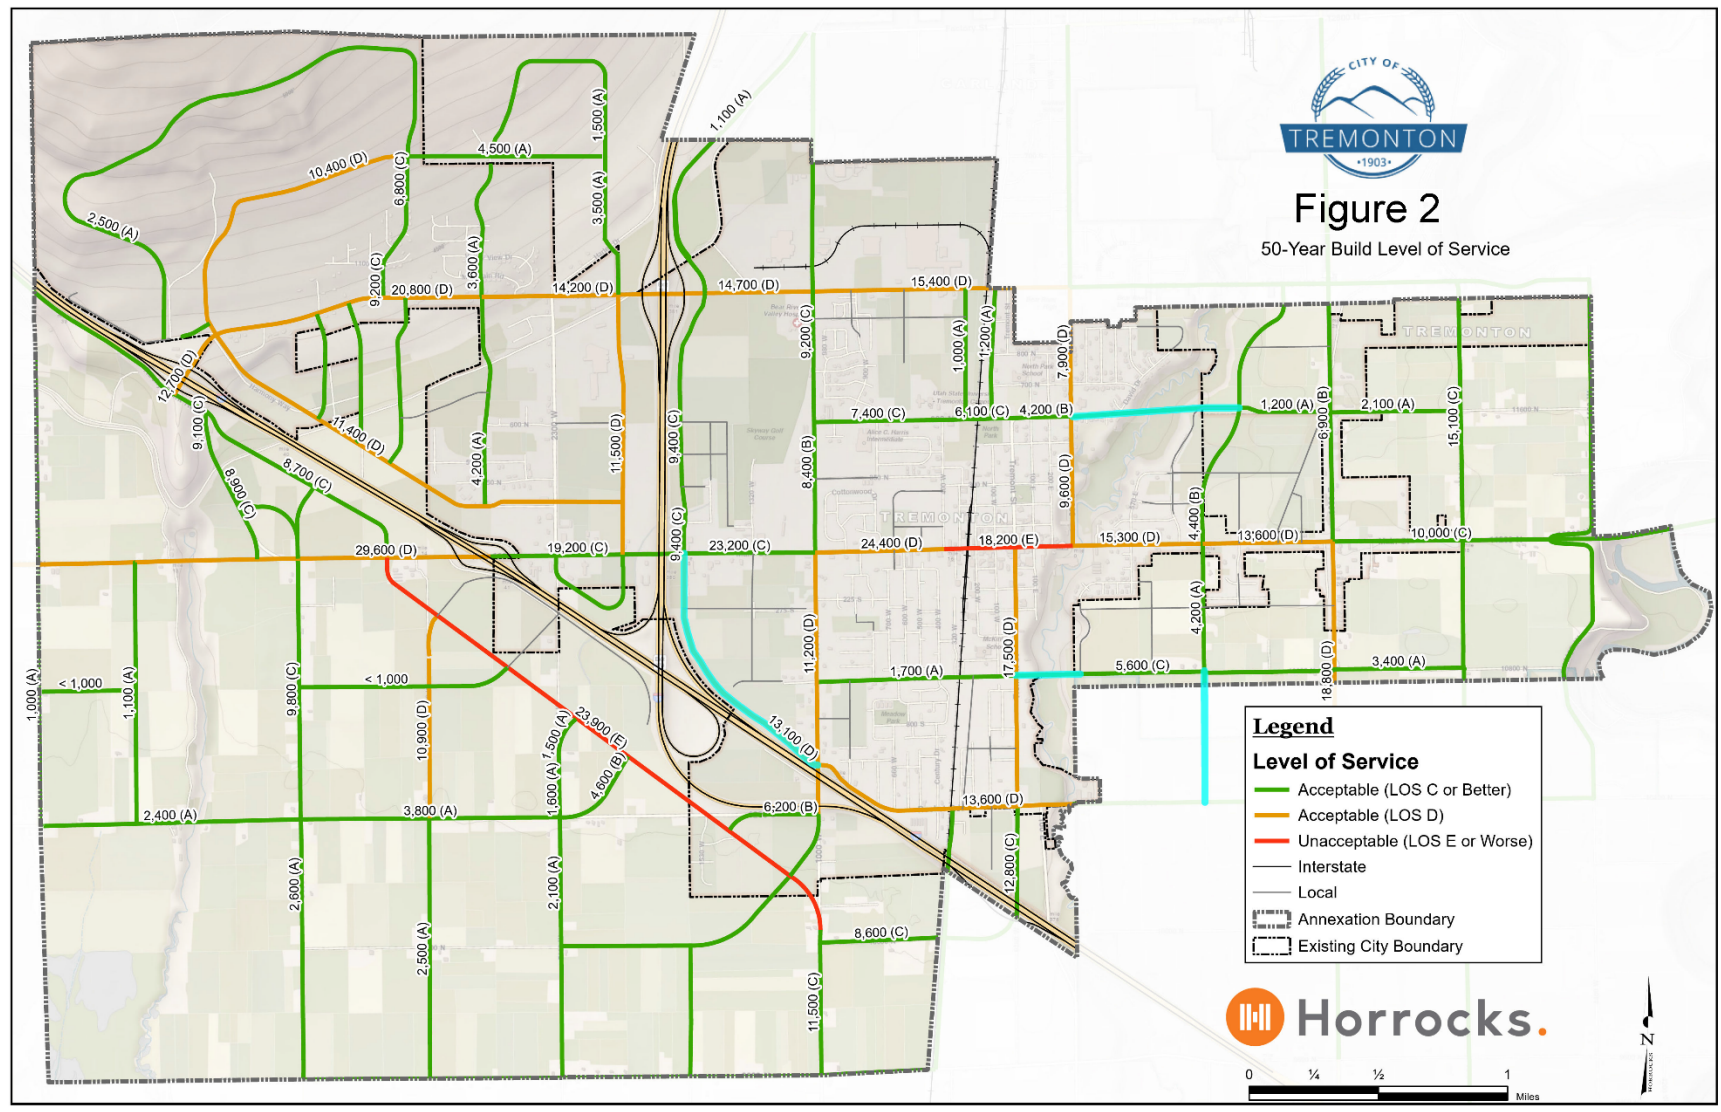 CITY OF
TREMONTON
•1903•
Figure 2
50-Year Build Level of Service
1,100 (A)
1,500 (A)
4,500 (A)
10,400 (D)
6,800 (C)
3,500 (A)
2,500 (A)
3,600 (A)
9,200 (C)
20,800 (D)
14,200 (D)
14,700 (D)
15,400 (D)
9,200 (C)
1,000 (A)
1,200 (A)
7,900 (D)
TREMONTON
12,700 (D)
9,100 (C)
11,400 (D)
7,400 (C)
6,100 (C)
4,200 (B)
1,200 (A)
6,900 (B)
2,100 (A)
15,100 (C)
4,200 (A)
11,500 (D)
9,400 (C)
8,400 (B)
9,600 (D)
8,700 (C)
8,900 (C)
4,400 (B)
TREMONTON
9,400 (C)
29,600 (D)
19,200 (C)
23,200 (C)
24,400 (D)
18,200 (E)
15,300 (D)
13,600 (D)
10,000 (C)
4,200 (A)
11,200 (D)
17,500 (D)
1,000 (A)
< 1,000
1,100 (A)
9,800 (C)
< 1,000
1,700 (A)
5,600 (C)
18,800 (D)
3,400 (A)
10,900 (D)
1,500 (A)
23,900 (E)
13,100 (D)
1,600 (A)
4,600 (B)
2,400 (A)
3,800 (A)
6,200 (B)
13,600 (D)
2,600 (A)
2,100 (A)
12,800 (C)
2,500 (A)
8,600 (C)
11,500 (C)
Legend
Level of Service
Acceptable (LOS C or Better)
Acceptable (LOS D)
Unacceptable (LOS E or Worse)
Interstate
Local
Annexation Boundary
Existing City Boundary
Horrocks.
N
HORROCKS
0 ¼ ½ 1
Miles